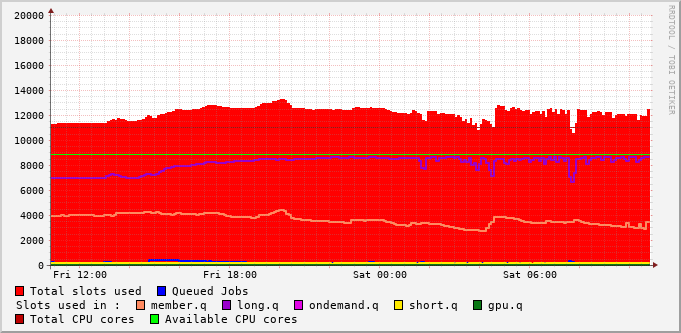 20000
18000
16000
14000
12000
10000
8000
6000
4000
2000
0
Fri 12:00 Fri 18:00 Sat 00:00 Sat 06:00
RRDTOOL / TOBI OETIKER
Total slots used Queued Jobs
Slots used in : member.q long.q ondemand.q short.q gpu.q
Total CPU cores Available CPU cores